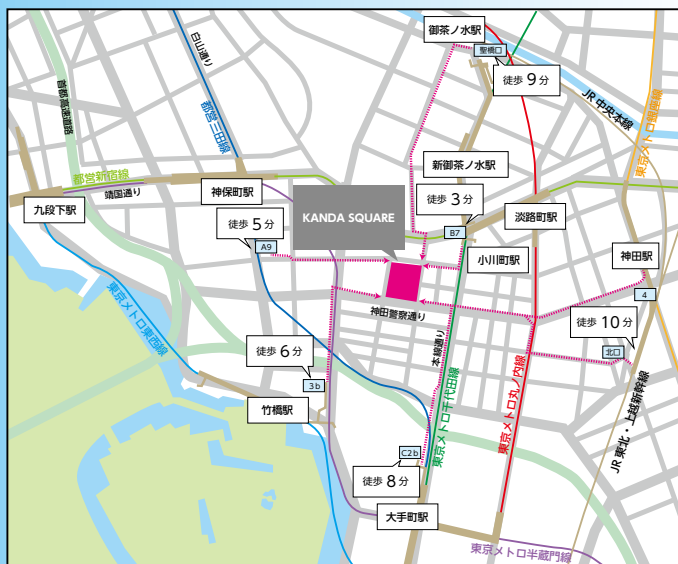 御茶ノ水駅
聖橋口
徒歩 9 分
白山通り
首都高速道路
都営三田線
JR 中央本線
東京メトロ銀座線
新御茶ノ水駅
都営新宿線
靖国通り
神保町駅
九段下駅
徒歩 3 分
KANDA SQUARE
淡路町駅
徒歩 5 分
B7
A9
小川町駅
神田駅
4
神田警察通り
徒歩 10 分
東京メトロ東西線
本線通り
北口
徒歩 6 分
3b
竹橋駅
東京メトロ千代田線
東京メトロ丸ノ内線
JR 東北・上越新幹線
C2b
徒歩 8 分
大手町駅
東京メトロ半蔵門線